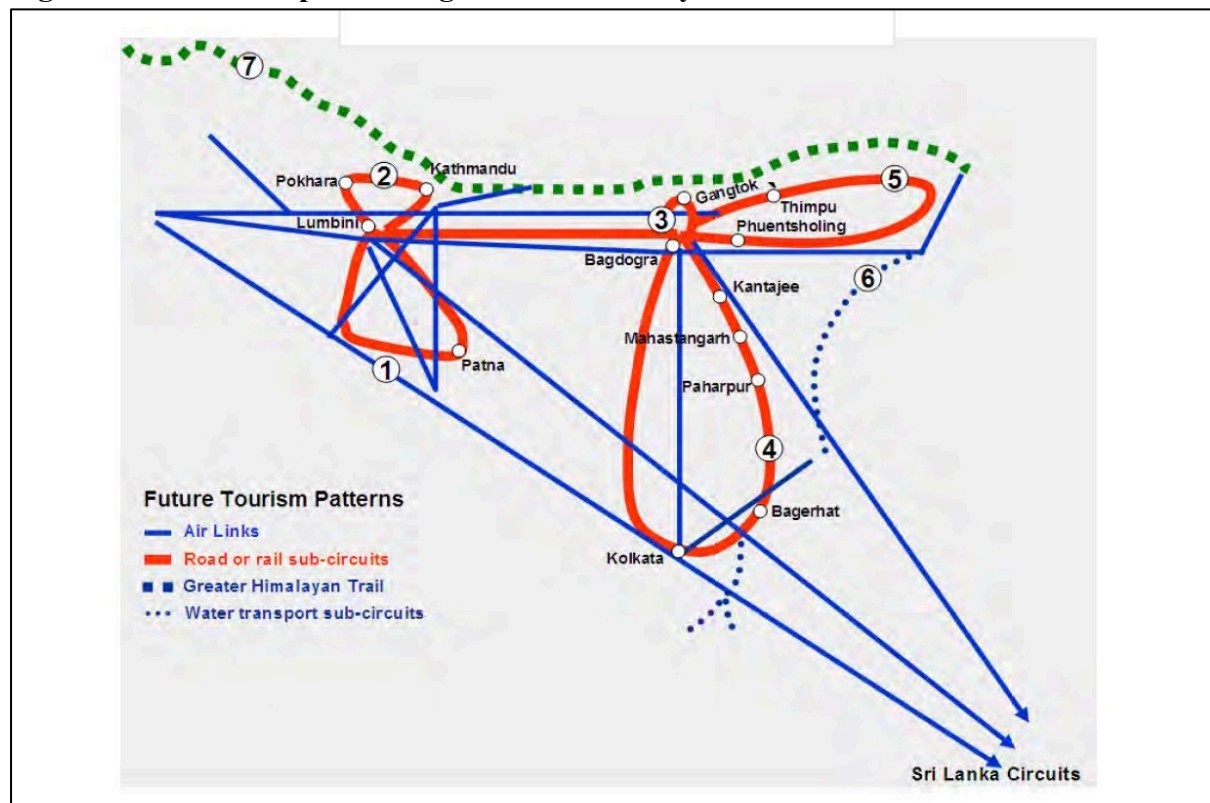 7
Pokhara
2
Kathmandu
Gangtok
5
Thimpu
Lumbini
3
Phuentsholing
Bagdogra
6
Kantajee
Mahastangarh
Patna
1
Paharpur
4
Future Tourism Patterns
Air Links
Bagerhat
Road or rail sub-circuits
Kolkata
Greater Himalayan Trail
Water transport sub-circuits
Sri Lanka Circuits